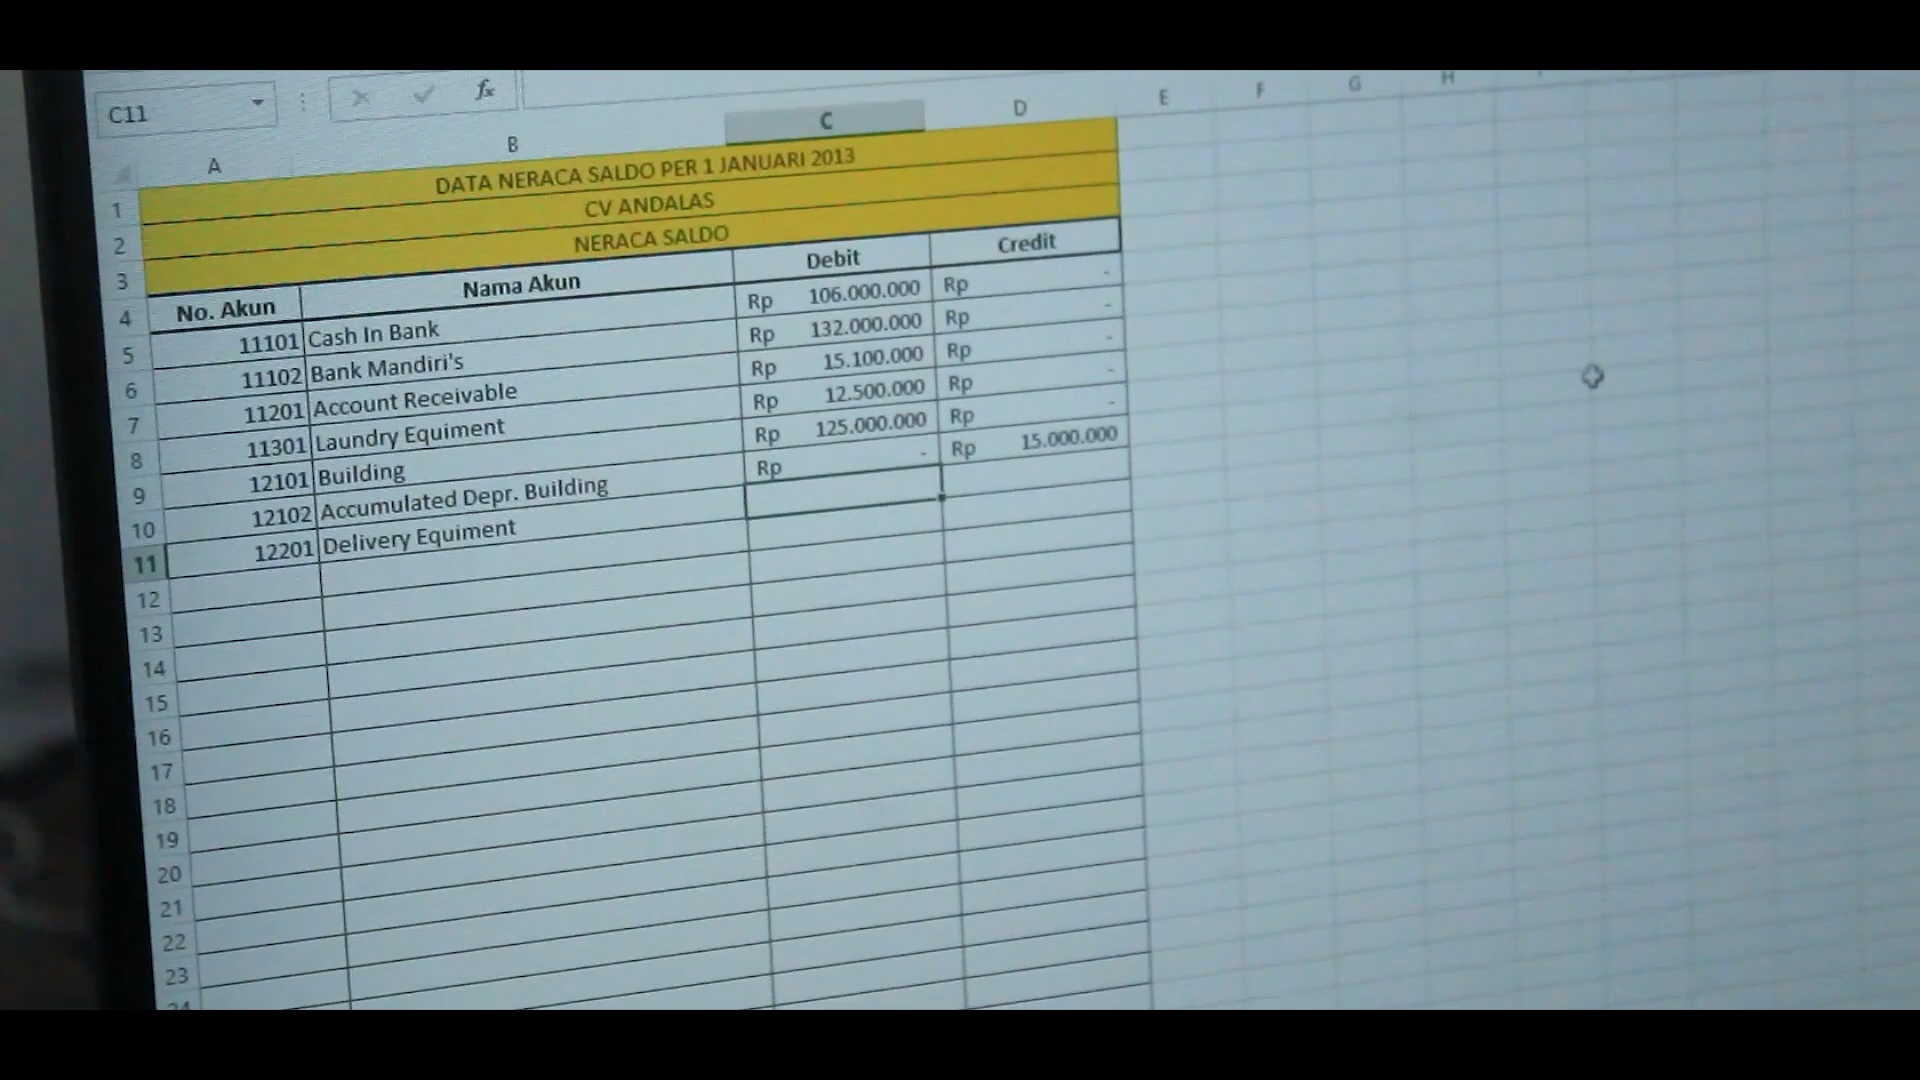 C11 fx
A B C D E F G H
1 DATA NERACA SALDO PER 1 JANUARI 2013
2 CV ANDALAS
3 NERACA SALDO
4 No. Akun Nama Akun Debit Credit
5 11101 Cash In Bank Rp 106.000.000 Rp -
6 11102 Bank Mandiri's Rp 132.000.000 Rp -
7 11201 Account Receivable Rp 15.100.000 Rp -
8 11301 Laundry Equiment Rp 12.500.000 Rp -
9 12101 Building Rp 125.000.000 Rp -
10 12102 Accumulated Depr. Building Rp - Rp 15.000.000
11 12201 Delivery Equiment
12
13
14
15
16
17
18
19
20
21
22
23
24